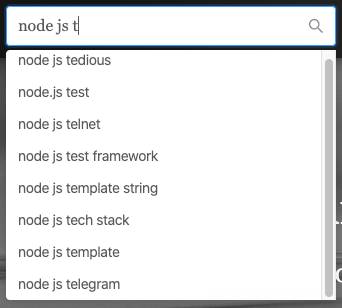 node js t
node js tedious
node.js test
node js telnet
node js test framework
node js template string
node js tech stack
node js template
node js telegram